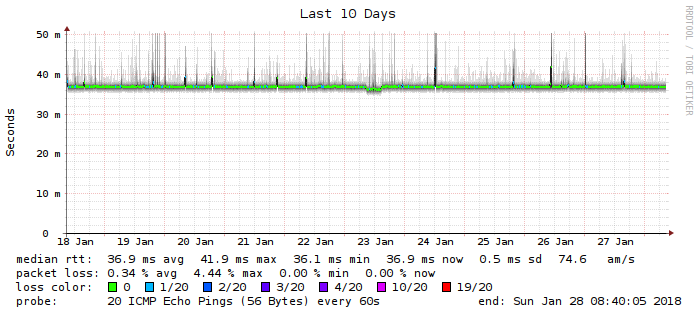 Last 10 Days
RRDTOOL / TOBI OETIKER
Seconds
50 m
40 m
30 m
20 m
10 m
0
18 Jan 19 Jan 20 Jan 21 Jan 22 Jan 23 Jan 24 Jan 25 Jan 26 Jan 27 Jan
median rtt: 36.9 ms avg 41.9 ms max 36.1 ms min 36.9 ms now 0.5 ms sd 74.6 am/s
packet loss: 0.34 % avg 4.44 % max 0.00 % min 0.00 % now
loss color: 0 1/20 2/20 3/20 4/20 10/20 19/20
probe: 20 ICMP Echo Pings (56 Bytes) every 60s end: Sun Jan 28 08:40:05 2018